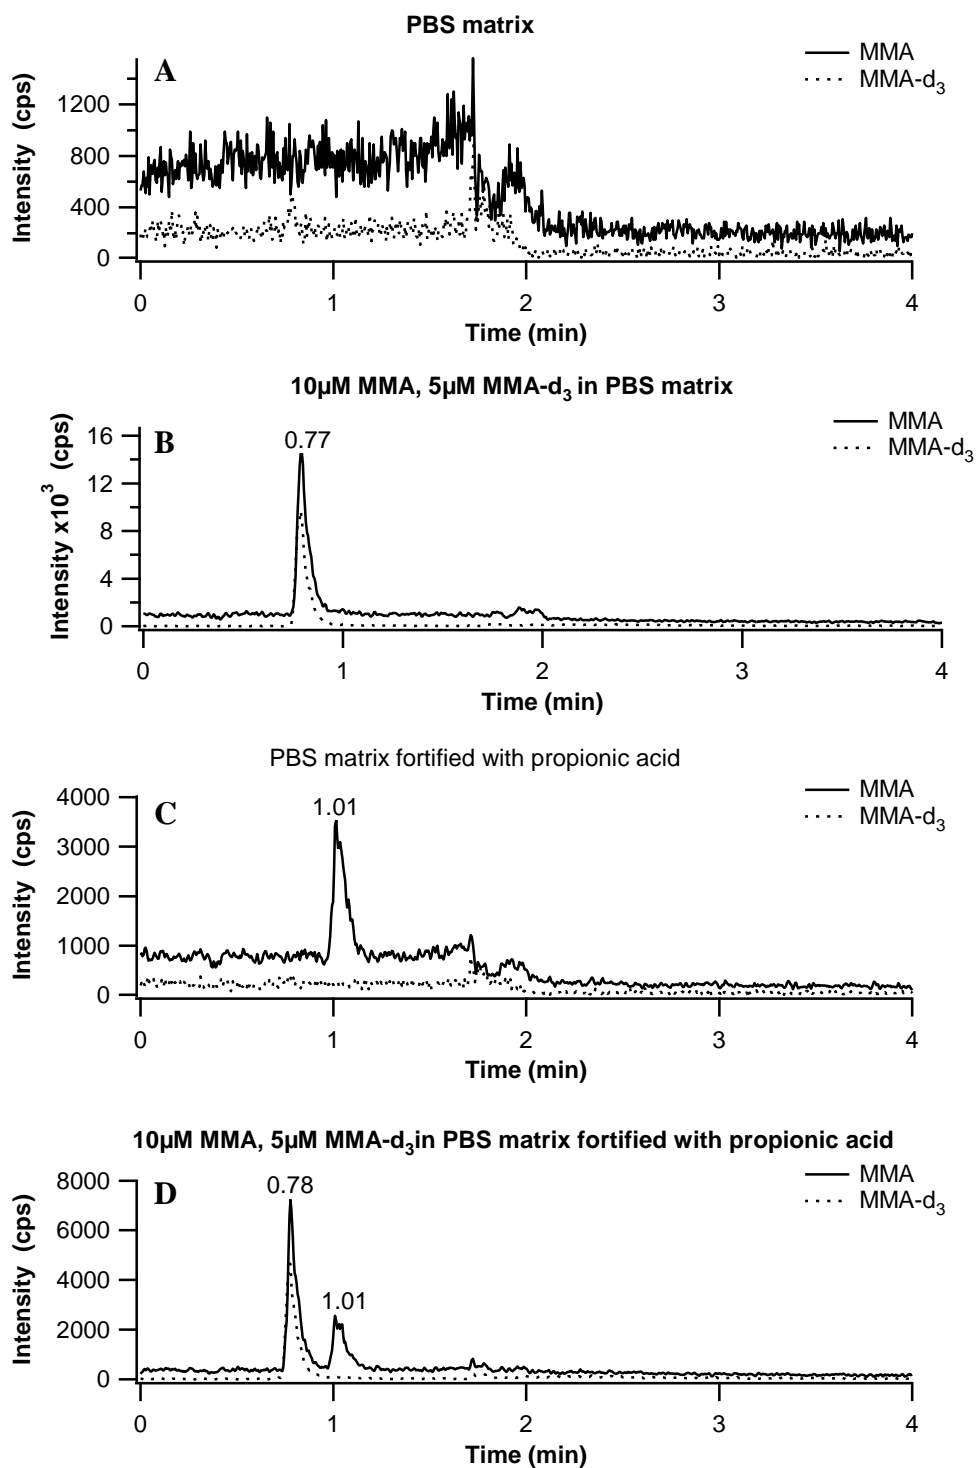 PBS matrix
A
MMA
MMA-d3
Intensity (cps)
1200
800
400
0
0 1 2 3 4
Time (min)
10µM MMA, 5µM MMA-d3 in PBS matrix
B
0.77
MMA
MMA-d3
Intensity x10³ (cps)
16
12
8
4
0
0 1 2 3 4
Time (min)
PBS matrix fortified with propionic acid
C
1.01
MMA
MMA-d3
Intensity (cps)
4000
3000
2000
1000
0
0 1 2 3 4
Time (min)
10µM MMA, 5µM MMA-d3in PBS matrix fortified with propionic acid
D
0.78
1.01
MMA
MMA-d3
Intensity (cps)
8000
6000
4000
2000
0
0 1 2 3 4
Time (min)